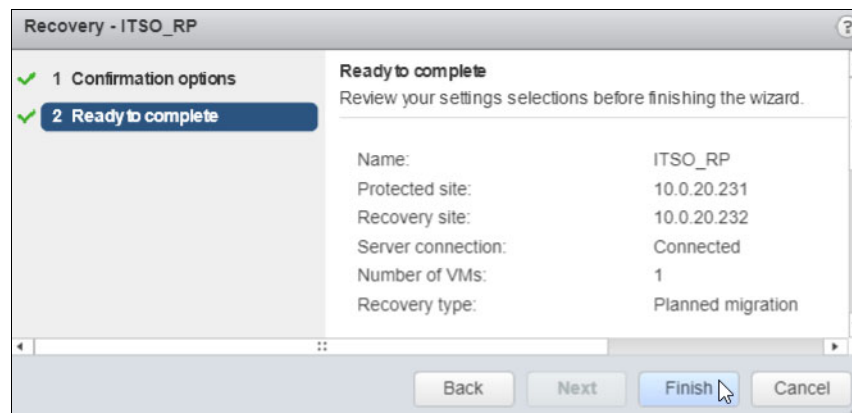 Recovery - ITSO_RP
?
1 Confirmation options
2 Ready to complete
Ready to complete
Review your settings selections before finishing the wizard.
Name: ITSO_RP
Protected site: 10.0.20.231
Recovery site: 10.0.20.232
Server connection: Connected
Number of VMs: 1
Recovery type: Planned migration
Back Next Finish Cancel